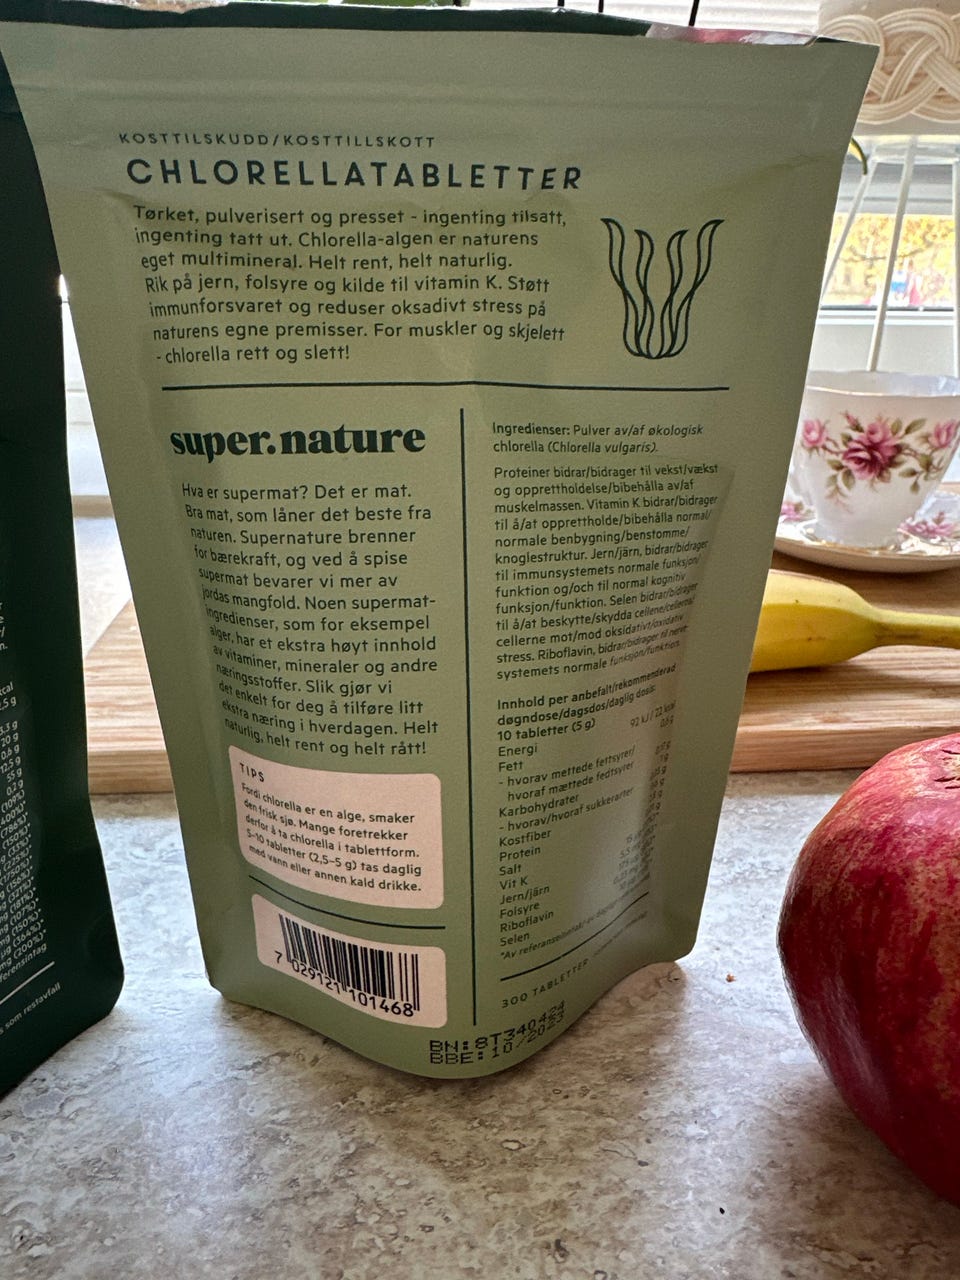 KOSTTILSKUDD/KOSTTILLSKOTT
CHLORELLATABLETTER
Tørket, pulverisert og presset - ingenting tilsatt,
ingenting tatt ut. Chlorella-algen er naturens
eget multimineral. Helt rent, helt naturlig.
Rik på jern, folsyre og kilde til vitamin K. Støtt
immunforsvaret og reduser oksadivt stress på
naturens egne premisser. For muskler og skjelett
- chlorella rett og slett!
super.nature
Hva er supermat? Det er mat.
Bra mat, som låner det beste fra
naturen. Supernature brenner
for bærekraft, og ved å spise
supermat bevarer vi mer av
jordas mangfold. Noen supermat-
ingredienser, som for eksempel
alger, har et ekstra høyt innhold
av vitaminer, mineraler og andre
næringsstoffer. Slik gjør vi
det enkelt for deg å tilføre litt
ekstra næring i hverdagen. Helt
naturlig, helt rent og helt rått!
TIPS
Fordi chlorella er en alge, smaker
den frisk sjø. Mange foretrekker
derfor å ta chlorella i tablettform.
5-10 tabletter (2,5-5 g) tas daglig
med vann eller annen kald drikke.
7 029121 101468
Ingredienser: Pulver av/af økologisk
chlorella (Chlorella vulgaris).
Proteiner bidrar/bidrager til vekst/vækst
og opprettholdelse/bibehålla av/af
muskelmassen. Vitamin K bidrar/bidrager
til å/at opprettholde/bibehålla normal/
normale benbygning/benstomme/
knoglestruktur. Jern/järn, bidrar/bidrager
til immunsystemets normale funksjon/
funktion og/och til normal kognitiv
funksjon/funktion. Selen bidrar/bidrager
til å/at beskytte/skydda cellene/cellerna/
cellerne mot/mod oksidativt/oxidativ
stress. Riboflavin, bidrar/bidrager til nerve-
systemets normale funksjon/funktion.
Innhold per anbefalt/rekommenderad
døgndose/dagsdos/daglig dosis:
10 tabletter (5 g)
Energi 92 kJ / 22 kcal
Fett 0,6 g
- hvorav mettede fettsyrer/
hvoraf mættede fedtsyrer
Karbohydrater
- hvorav/hvoraf sukkerarter
Kostfiber
Protein
Salt
Vit K
Jern/järn
Folsyre
Riboflavin
Selen
*Av referanseinntak
300 TABLETTER
BN: 8T340424
BBE: 10/2023
kcal
som restavfall